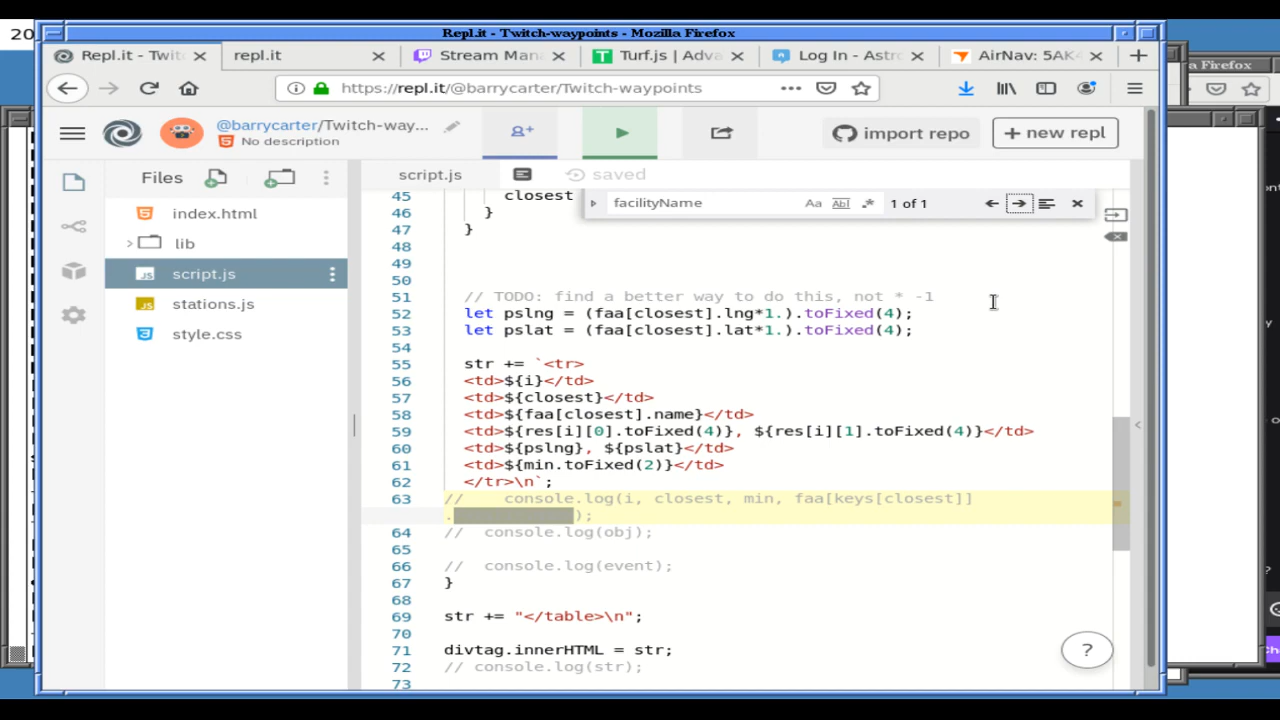 20
Repl.it - Twitch-waypoints - Mozilla Firefox
Repl.it - Twit
repl.it
Stream Man
Turf.js | Adva
Log In - Astro
AirNav: 5AK
a Firefox
https://repl.it/@barrycarter/Twitch-waypoints
@barrycarter/Twitch-way...
No description
import repo
+ new repl
Files
script.js
saved
index.html
lib
script.js
stations.js
style.css
facilityName
Aa
Abl
.*
1 of 1
45 closest
46 }
47 }
48
49
50
51 // TODO: find a better way to do this, not * -1
52 let pslng = (faa[closest].lng*1.).toFixed(4);
53 let pslat = (faa[closest].lat*1.).toFixed(4);
54
55 str += `<tr>
56 <td>${i}</td>
57 <td>${closest}</td>
58 <td>${faa[closest].name}</td>
59 <td>${res[i][0].toFixed(4)}, ${res[i][1].toFixed(4)}</td>
60 <td>${pslng}, ${pslat}</td>
61 <td>${min.toFixed(2)}</td>
62 </tr>\n`;
63 // console.log(i, closest, min, faa[keys[closest]]
. );
64 // console.log(obj);
65
66 // console.log(event);
67 }
68
69 str += "</table>\n";
70
71 divtag.innerHTML = str;
72 // console.log(str);
73
?